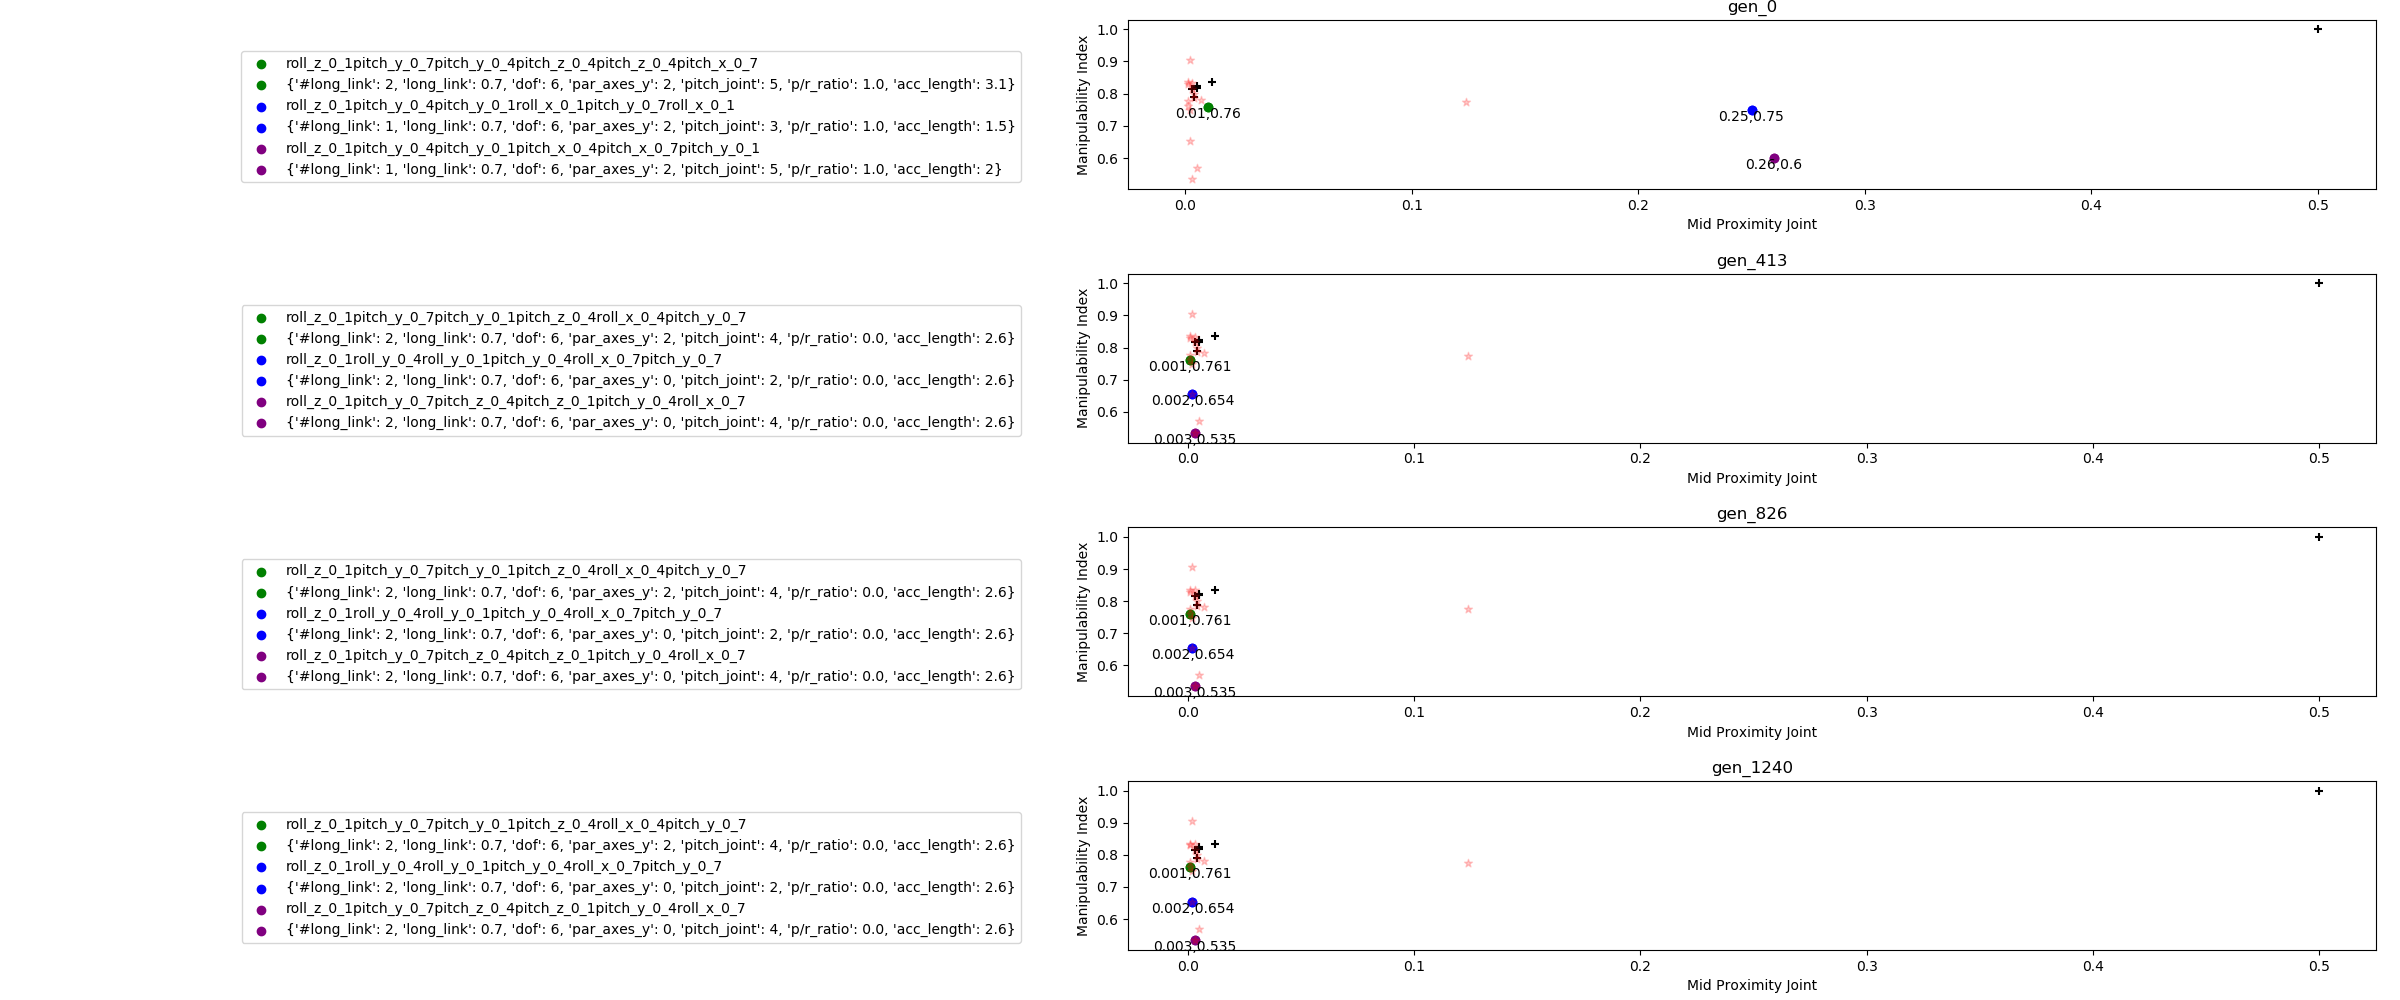 gen_0
roll_z_0_1pitch_y_0_7pitch_y_0_4pitch_z_0_4pitch_z_0_4pitch_x_0_7
{'#long_link': 2, 'long_link': 0.7, 'dof': 6, 'par_axes_y': 2, 'pitch_joint': 5, 'p/r_ratio': 1.0, 'acc_length': 3.1}
roll_z_0_1pitch_y_0_4pitch_y_0_1roll_x_0_1pitch_y_0_7roll_x_0_1
{'#long_link': 1, 'long_link': 0.7, 'dof': 6, 'par_axes_y': 2, 'pitch_joint': 3, 'p/r_ratio': 1.0, 'acc_length': 1.5}
roll_z_0_1pitch_y_0_4pitch_y_0_1pitch_x_0_4pitch_x_0_7pitch_y_0_1
{'#long_link': 1, 'long_link': 0.7, 'dof': 6, 'par_axes_y': 2, 'pitch_joint': 5, 'p/r_ratio': 1.0, 'acc_length': 2}
Manipulability Index
1.0
0.9
0.8
0.7
0.6
0.01,0.76
0.25,0.75
0.26,0.6
0.0 0.1 0.2 0.3 0.4 0.5
Mid Proximity Joint
gen_413
roll_z_0_1pitch_y_0_7pitch_y_0_1pitch_z_0_4roll_x_0_4pitch_y_0_7
{'#long_link': 2, 'long_link': 0.7, 'dof': 6, 'par_axes_y': 2, 'pitch_joint': 4, 'p/r_ratio': 0.0, 'acc_length': 2.6}
roll_z_0_1roll_y_0_4roll_y_0_1pitch_y_0_4roll_x_0_7pitch_y_0_7
{'#long_link': 2, 'long_link': 0.7, 'dof': 6, 'par_axes_y': 0, 'pitch_joint': 2, 'p/r_ratio': 0.0, 'acc_length': 2.6}
roll_z_0_1pitch_y_0_7pitch_z_0_4pitch_z_0_1pitch_y_0_4roll_x_0_7
{'#long_link': 2, 'long_link': 0.7, 'dof': 6, 'par_axes_y': 0, 'pitch_joint': 4, 'p/r_ratio': 0.0, 'acc_length': 2.6}
Manipulability Index
1.0
0.9
0.8
0.7
0.6
0.001,0.761
0.002,0.654
0.003,0.535
0.0 0.1 0.2 0.3 0.4 0.5
Mid Proximity Joint
gen_826
roll_z_0_1pitch_y_0_7pitch_y_0_1pitch_z_0_4roll_x_0_4pitch_y_0_7
{'#long_link': 2, 'long_link': 0.7, 'dof': 6, 'par_axes_y': 2, 'pitch_joint': 4, 'p/r_ratio': 0.0, 'acc_length': 2.6}
roll_z_0_1roll_y_0_4roll_y_0_1pitch_y_0_4roll_x_0_7pitch_y_0_7
{'#long_link': 2, 'long_link': 0.7, 'dof': 6, 'par_axes_y': 0, 'pitch_joint': 2, 'p/r_ratio': 0.0, 'acc_length': 2.6}
roll_z_0_1pitch_y_0_7pitch_z_0_4pitch_z_0_1pitch_y_0_4roll_x_0_7
{'#long_link': 2, 'long_link': 0.7, 'dof': 6, 'par_axes_y': 0, 'pitch_joint': 4, 'p/r_ratio': 0.0, 'acc_length': 2.6}
Manipulability Index
1.0
0.9
0.8
0.7
0.6
0.001,0.761
0.002,0.654
0.003,0.535
0.0 0.1 0.2 0.3 0.4 0.5
Mid Proximity Joint
gen_1240
roll_z_0_1pitch_y_0_7pitch_y_0_1pitch_z_0_4roll_x_0_4pitch_y_0_7
{'#long_link': 2, 'long_link': 0.7, 'dof': 6, 'par_axes_y': 2, 'pitch_joint': 4, 'p/r_ratio': 0.0, 'acc_length': 2.6}
roll_z_0_1roll_y_0_4roll_y_0_1pitch_y_0_4roll_x_0_7pitch_y_0_7
{'#long_link': 2, 'long_link': 0.7, 'dof': 6, 'par_axes_y': 0, 'pitch_joint': 2, 'p/r_ratio': 0.0, 'acc_length': 2.6}
roll_z_0_1pitch_y_0_7pitch_z_0_4pitch_z_0_1pitch_y_0_4roll_x_0_7
{'#long_link': 2, 'long_link': 0.7, 'dof': 6, 'par_axes_y': 0, 'pitch_joint': 4, 'p/r_ratio': 0.0, 'acc_length': 2.6}
Manipulability Index
1.0
0.9
0.8
0.7
0.6
0.001,0.761
0.002,0.654
0.003,0.535
0.0 0.1 0.2 0.3 0.4 0.5
Mid Proximity Joint